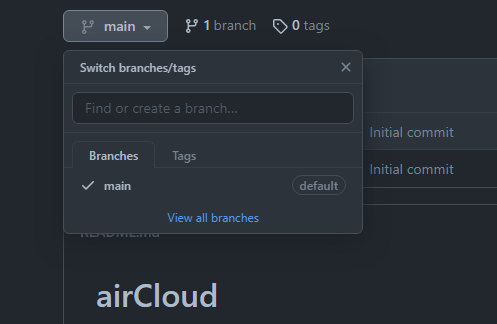 main 1 branch 0 tags
Switch branches/tags
Find or create a branch...
Initial commit
Branches Tags
Initial commit
main default
View all branches
README.md
airCloud